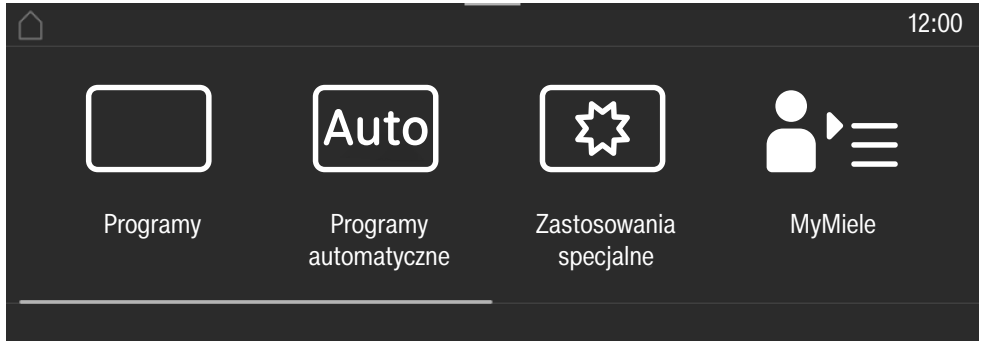 12:00
Auto
Programy
Programy
automatyczne
Zastosowania
specjalne
MyMiele